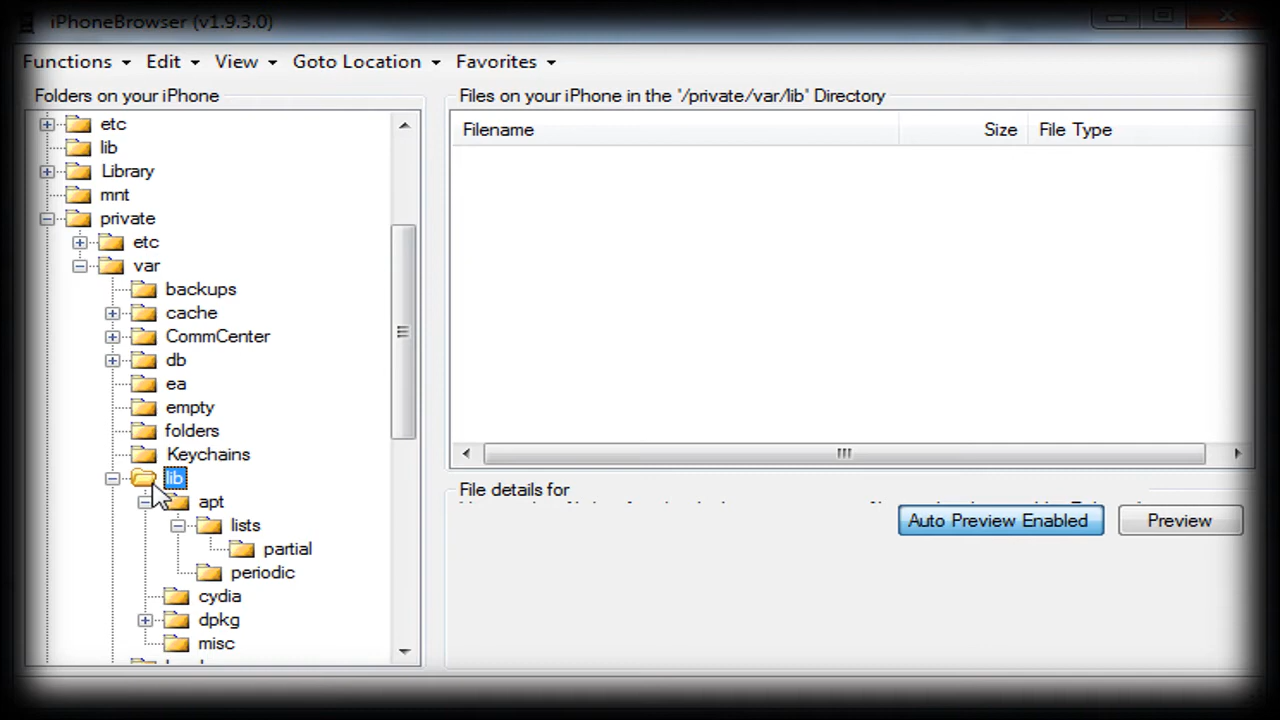 iPhoneBrowser (v1.9.3.0)
Functions Edit View Goto Location Favorites
Folders on your iPhone
etc
lib
Library
mnt
private
etc
var
backups
cache
CommCenter
db
ea
empty
folders
Keychains
lib
apt
lists
partial
periodic
cydia
dpkg
misc
Files on your iPhone in the "/private/var/lib" Directory
Filename Size File Type
File details for
Auto Preview Enabled Preview